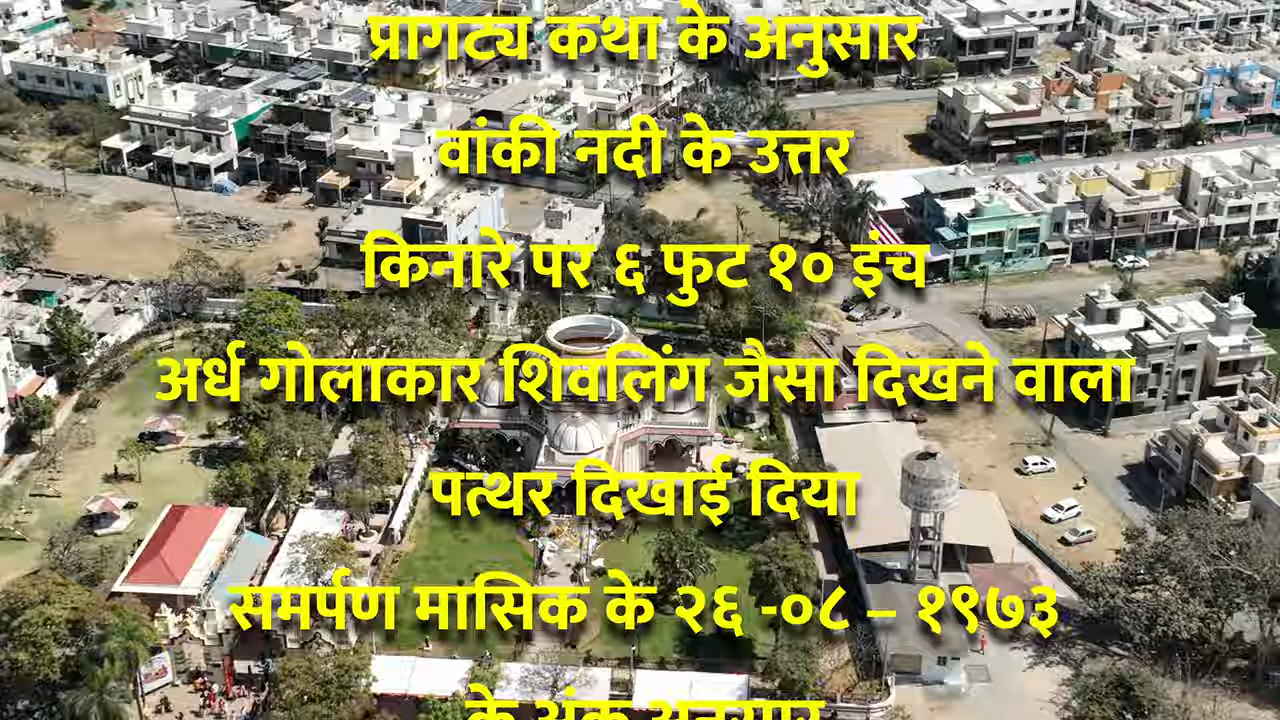 प्रागट्य कथा के अनुसार
वांकी नदी के उत्तर
किनारे पर ६ फुट १० इंच
अर्ध गोलाकार शिवलिंग जैसा दिखने वाला
पत्थर दिखाई दिया
समर्पण मासिक के २६ -०८ – १९७३
के अंक अनुसार